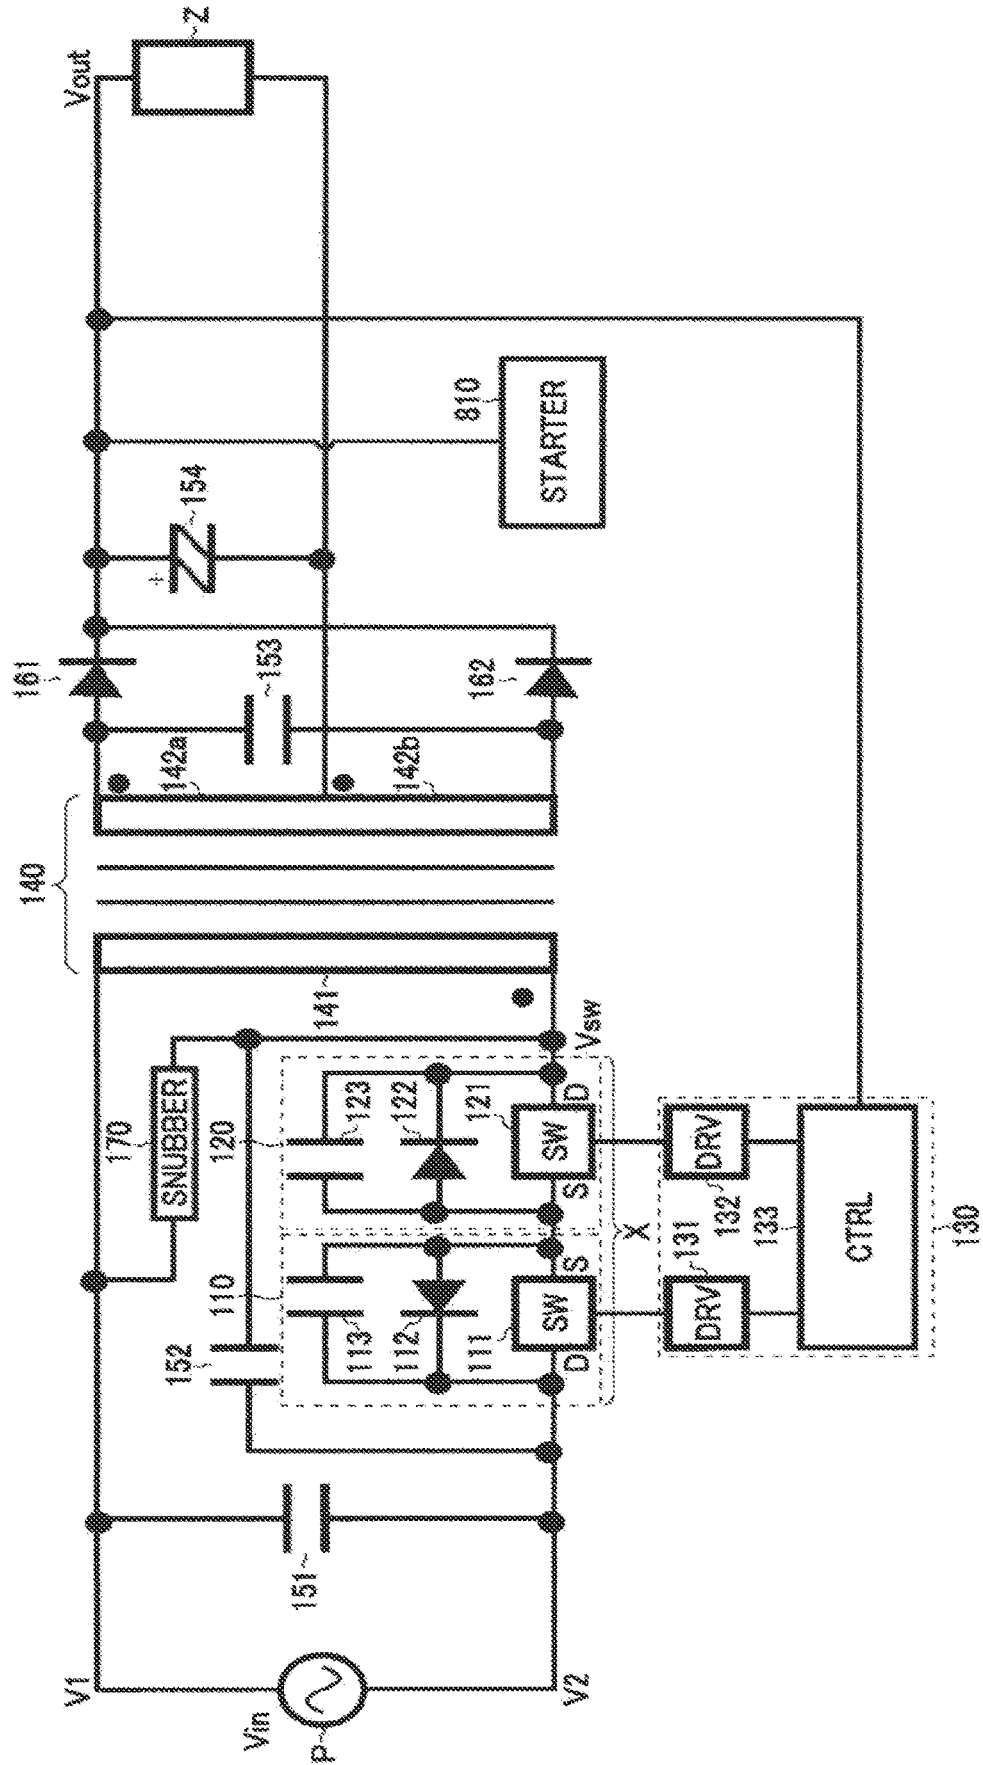 140
161
162
Vout
2
142a
142b
153
154
+
810
STARTER
V1
Vin
P
V2
151
152
170
SNUBBER
141
Vsw
110
113
112
111
SW
D
S
120
123
122
121
SW
S
D
X
131
DRV
132
DRV
133
CTRL
130